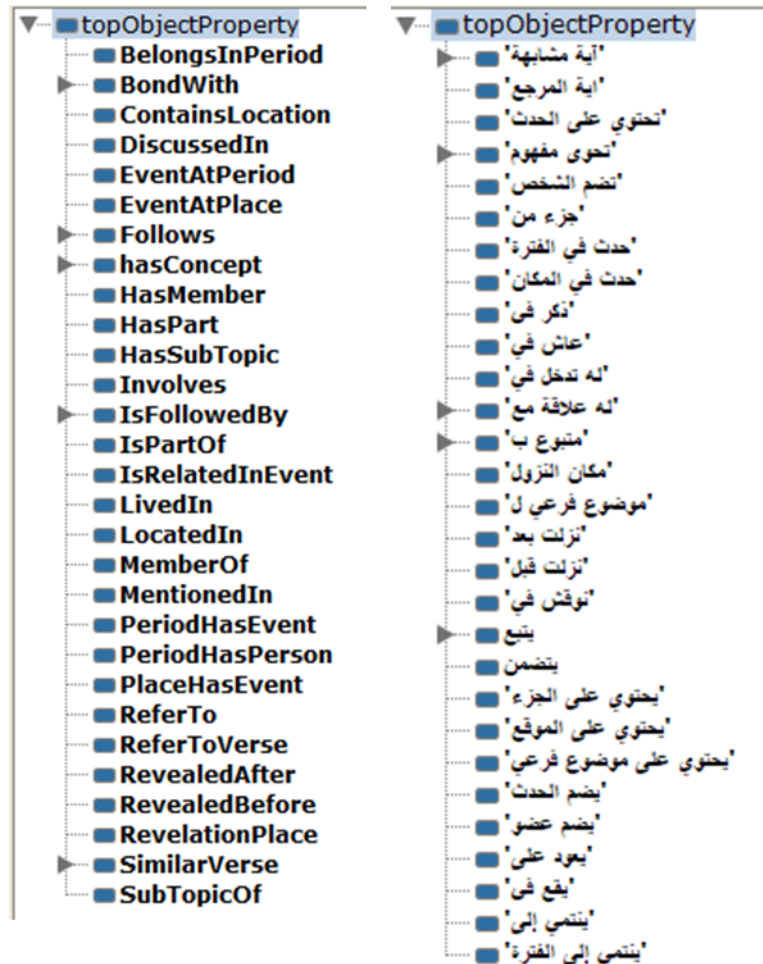 topObjectProperty
BelongsInPeriod
BondWith
ContainsLocation
DiscussedIn
EventAtPeriod
EventAtPlace
Follows
hasConcept
HasMember
HasPart
HasSubTopic
Involves
IsFollowedBy
IsPartOf
IsRelatedInEvent
LivedIn
LocatedIn
MemberOf
MentionedIn
PeriodHasEvent
PeriodHasPerson
PlaceHasEvent
ReferTo
ReferToVerse
RevealedAfter
RevealedBefore
RevelationPlace
SimilarVerse
SubTopicOf
topObjectProperty
'آية مشابهة'
'اية المرجع'
'تحتوي على الحدث'
'تحوى مفهوم'
'تضم الشخص'
'جزء من'
'حدث في الفترة'
'حدث في المكان'
'ذكر في'
'عاش في'
'له تدخل في'
'له علاقة مع'
'متبوع ب'
'مكان النزول'
'موضوع فرعي ل'
'نزلت بعد'
'نزلت قبل'
'نوقش في'
يتبع
يتضمن
'يحتوي على الجزء'
'يحتوي على الموقع'
'يحتوي على موضوع فرعي'
'يضم الحدث'
'يضم عضو'
'يعود على'
'يقع في'
'ينتمي إلى'
'ينتمي إلى الفترة'